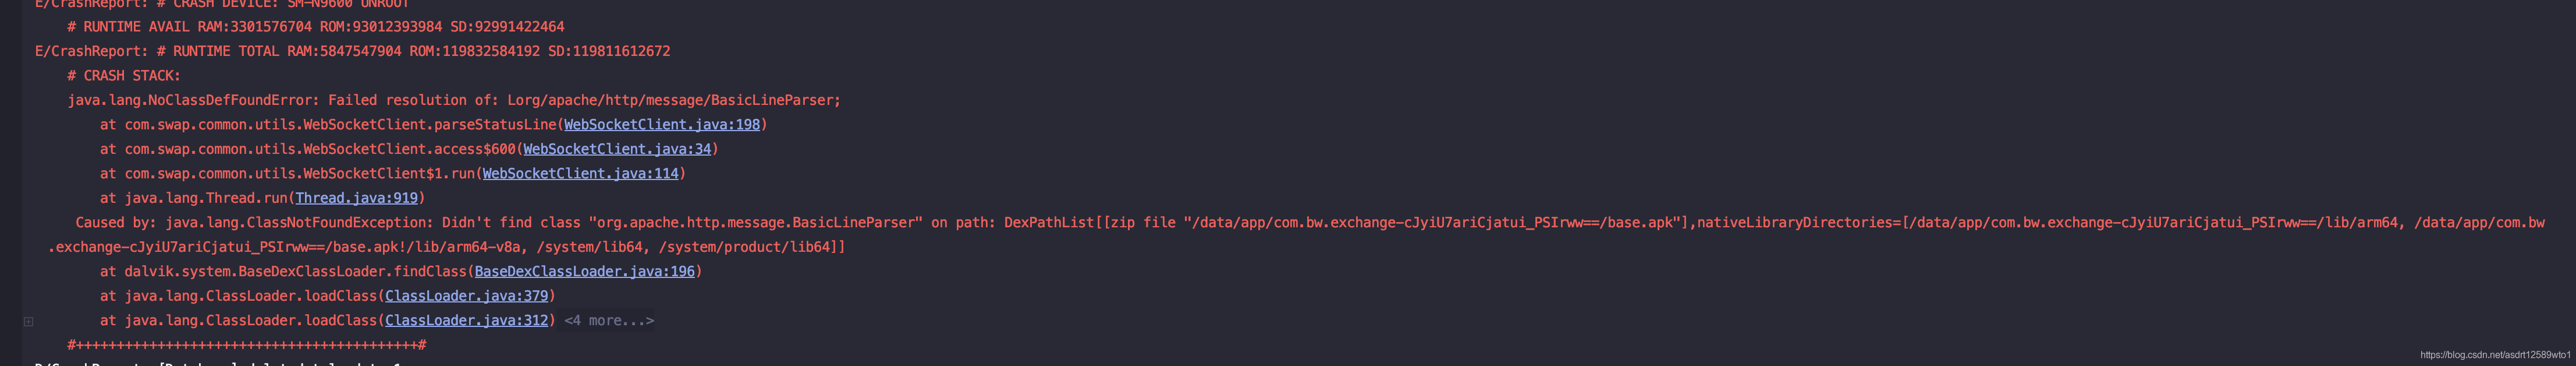 E/CrashReport: # CRASH DEVICE: SM-N9600 UNROOT
# RUNTIME AVAIL RAM:3301576704 ROM:93012393984 SD:92991422464
E/CrashReport: # RUNTIME TOTAL RAM:5847547904 ROM:119832584192 SD:119811612672
# CRASH STACK:
java.lang.NoClassDefFoundError: Failed resolution of: Lorg/apache/http/message/BasicLineParser;
at com.swap.common.utils.WebSocketClient.parseStatusLine(WebSocketClient.java:198)
at com.swap.common.utils.WebSocketClient.access$600(WebSocketClient.java:34)
at com.swap.common.utils.WebSocketClient$1.run(WebSocketClient.java:114)
at java.lang.Thread.run(Thread.java:919)
Caused by: java.lang.ClassNotFoundException: Didn't find class "org.apache.http.message.BasicLineParser" on path: DexPathList[[zip file "/data/app/com.bw.exchange-cJyiU7ariCjatui_PSIrww==/base.apk"],nativeLibraryDirectories=[/data/app/com.bw.exchange-cJyiU7ariCjatui_PSIrww==/lib/arm64, /data/app/com.bw
.exchange-cJyiU7ariCjatui_PSIrww==/base.apk!/lib/arm64-v8a, /system/lib64, /system/product/lib64]]
at dalvik.system.BaseDexClassLoader.findClass(BaseDexClassLoader.java:196)
at java.lang.ClassLoader.loadClass(ClassLoader.java:379)
at java.lang.ClassLoader.loadClass(ClassLoader.java:312) <4 more...>
#++++++++++++++++++++++++++++++++++++++++++#
https://blog.csdn.net/asdrt12589wto1